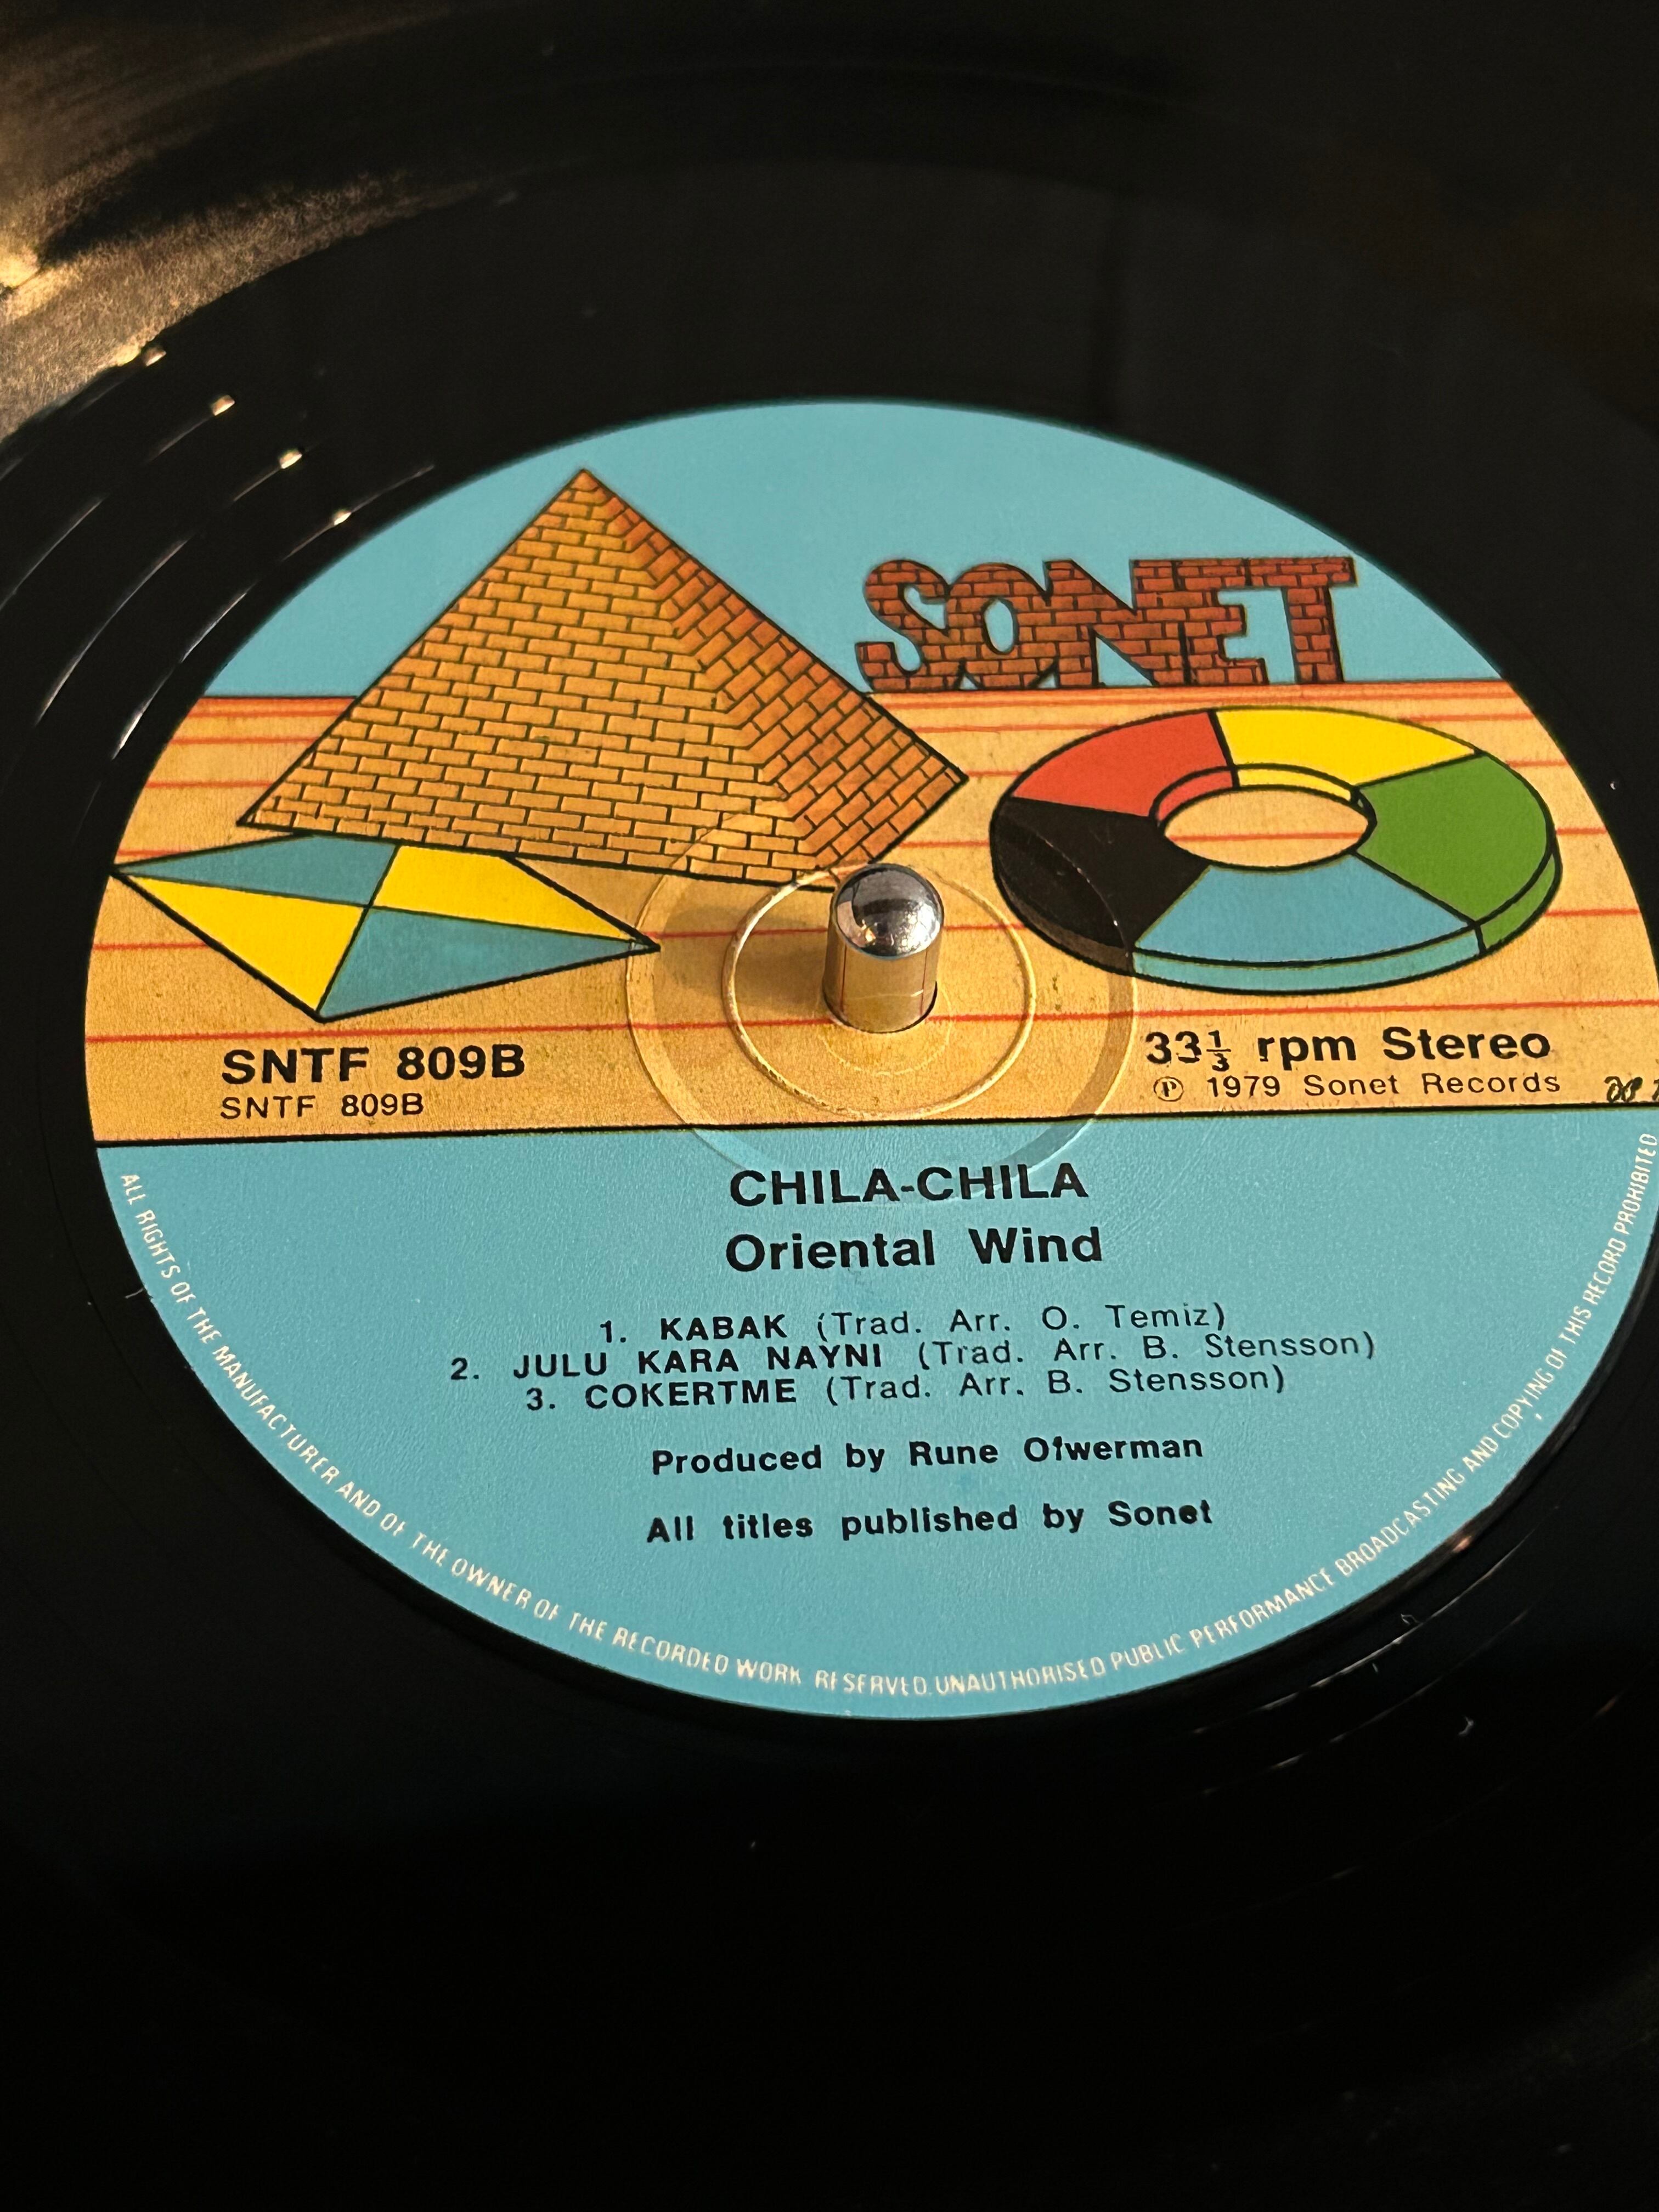 SONET
SNTF 809B
SNTF 809B
33⅓ rpm Stereo
℗ 1979 Sonet Records
CHILA-CHILA
Oriental Wind
1. KABAK (Trad. Arr. O. Temiz)
2. JULU KARA NAYNI (Trad. Arr. B. Stensson)
3. COKERTME (Trad. Arr. B. Stensson)
Produced by Rune Ofwerman
All titles published by Sonet
ALL RIGHTS OF THE MANUFACTURER AND OF THE OWNER OF THE RECORDED WORK RESERVED. UNAUTHORISED PUBLIC PERFORMANCE BROADCASTING AND COPYING OF THIS RECORD PROHIBITED